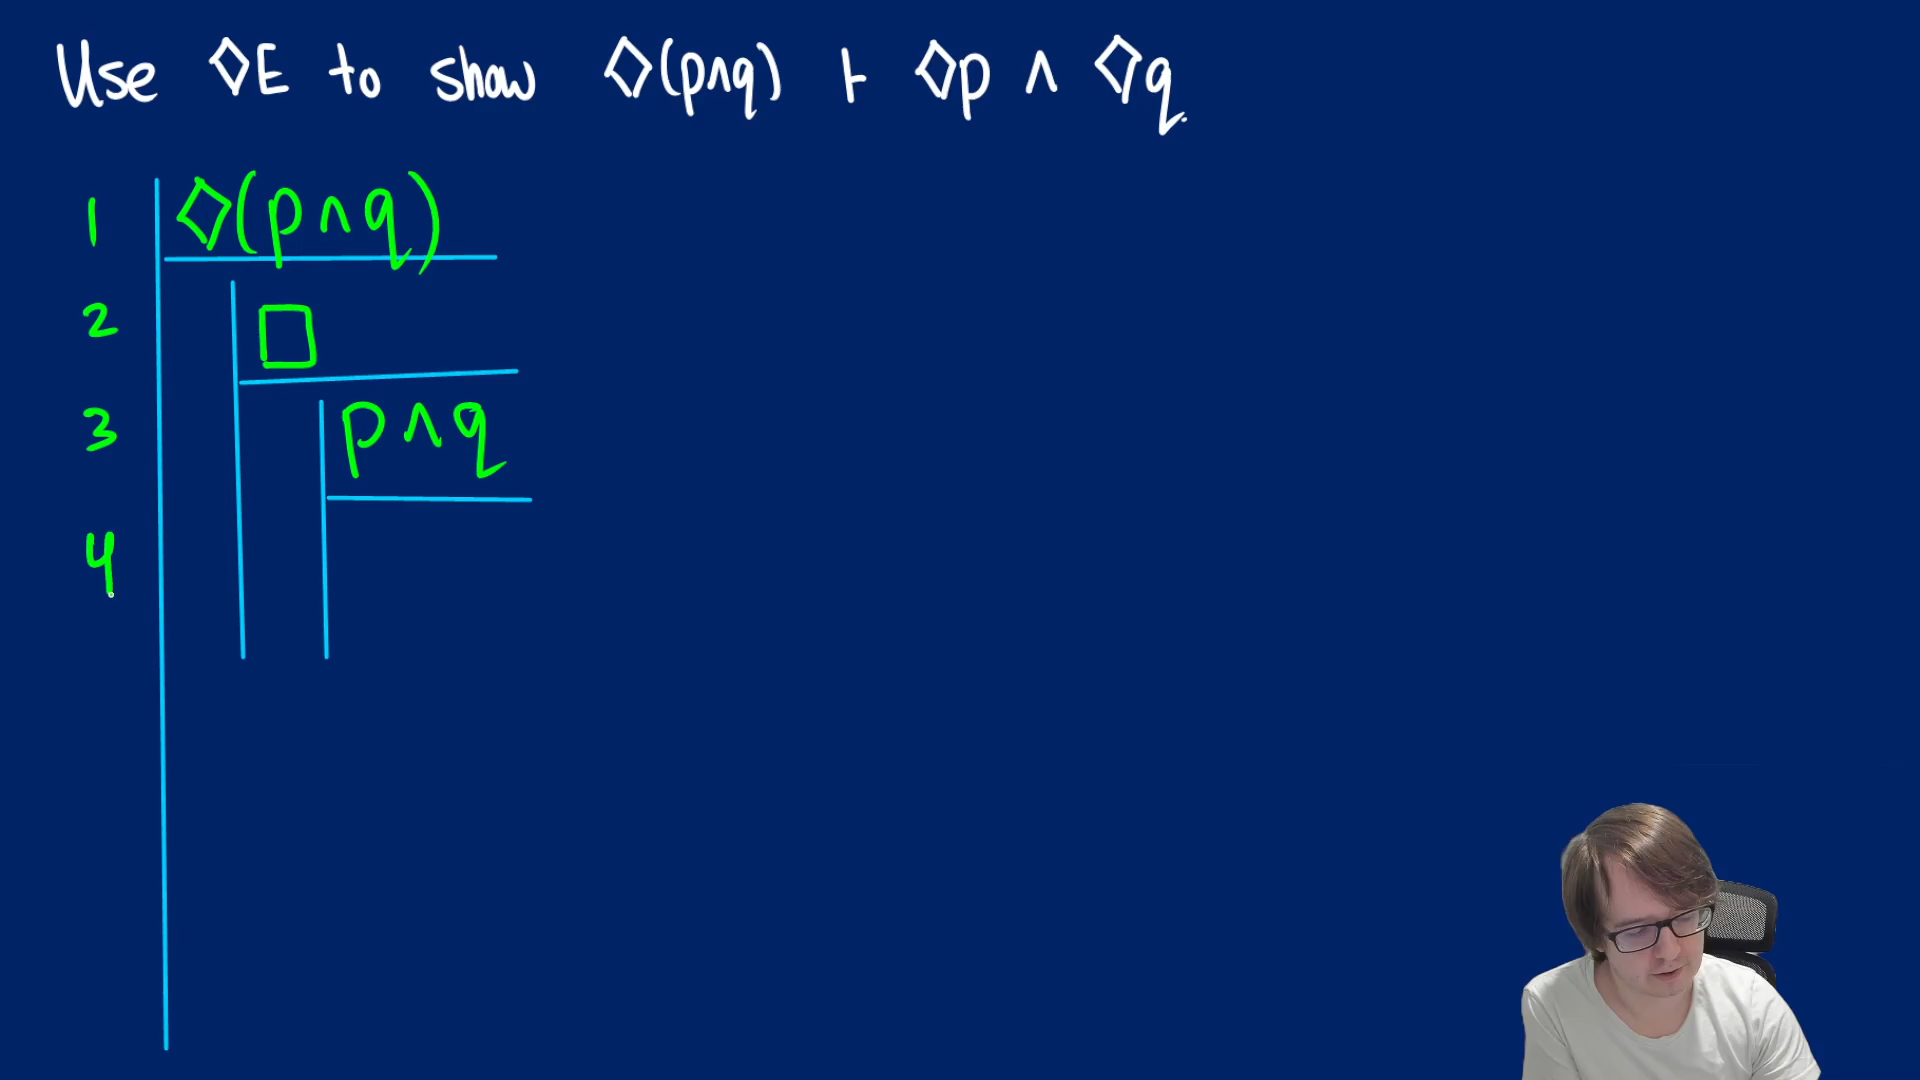 Use ◇E to show ◇(p∧q) ⊢ ◇p ∧ ◇q.
1 ◇(p∧q)
2 □
3 p∧q
4